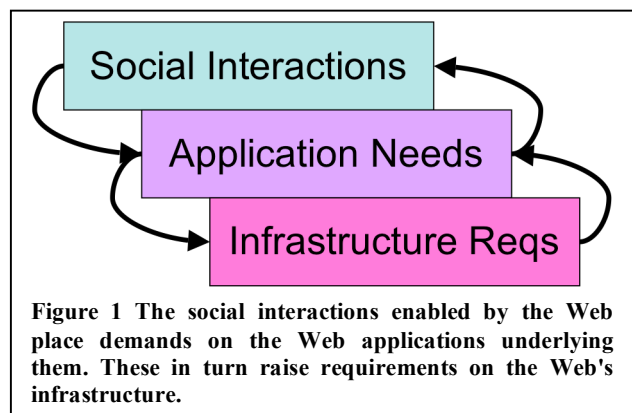 Social Interactions
Application Needs
Infrastructure Reqs
Figure 1 The social interactions enabled by the Web
place demands on the Web applications underlying
them. These in turn raise requirements on the Web's
infrastructure.